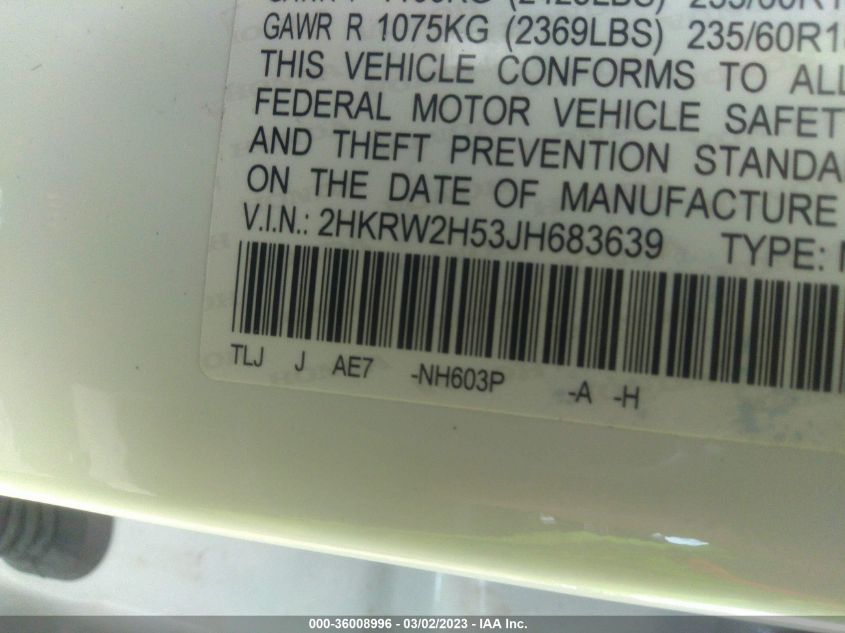 GAWR R 1075KG (2369LBS) 235/60R18
THIS VEHICLE CONFORMS TO ALL
FEDERAL MOTOR VEHICLE SAFET
AND THEFT PREVENTION STANDA
ON THE DATE OF MANUFACTURE
V.I.N.: 2HKRW2H53JH683639 TYPE:
TLJ J AE7 -NH603P -A -H
000-36008996 - 03/02/2023 - IAA Inc.